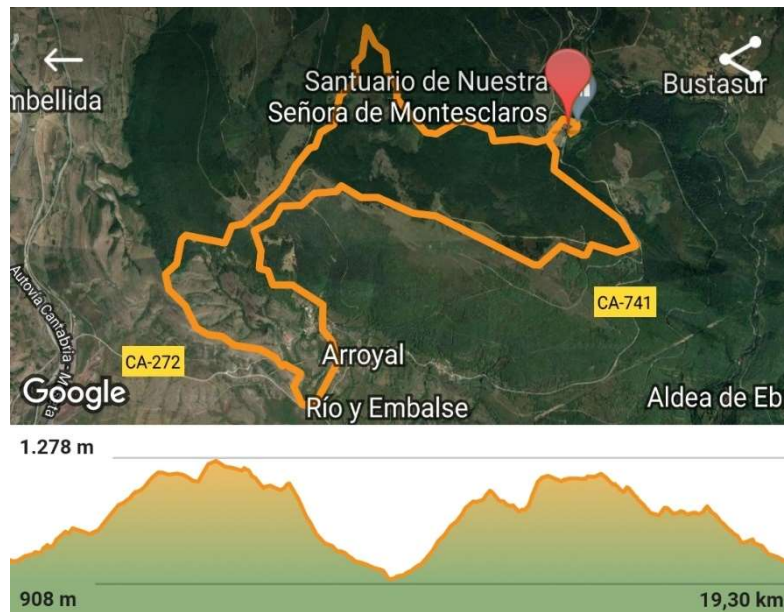 Santuario de Nuestra
Señora de Montesclaros
Bustasur
mbellida
CA-741
Autovía Cantabria - M
ta
CA-272
Arroyal
Google
Río y Embalse
Aldea de Eb
1.278 m
908 m
19,30 km